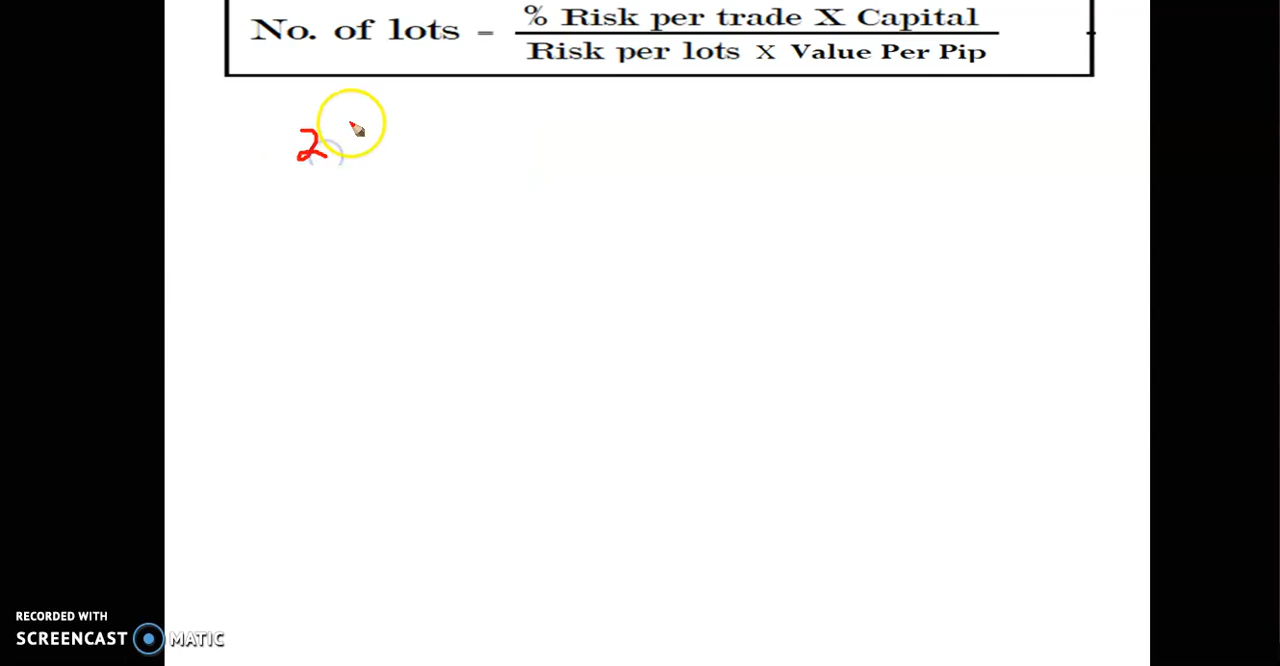 No. of lots = % Risk per trade X Capital
Risk per lots x Value Per Pip
2
RECORDED WITH
SCREENCAST MATIC